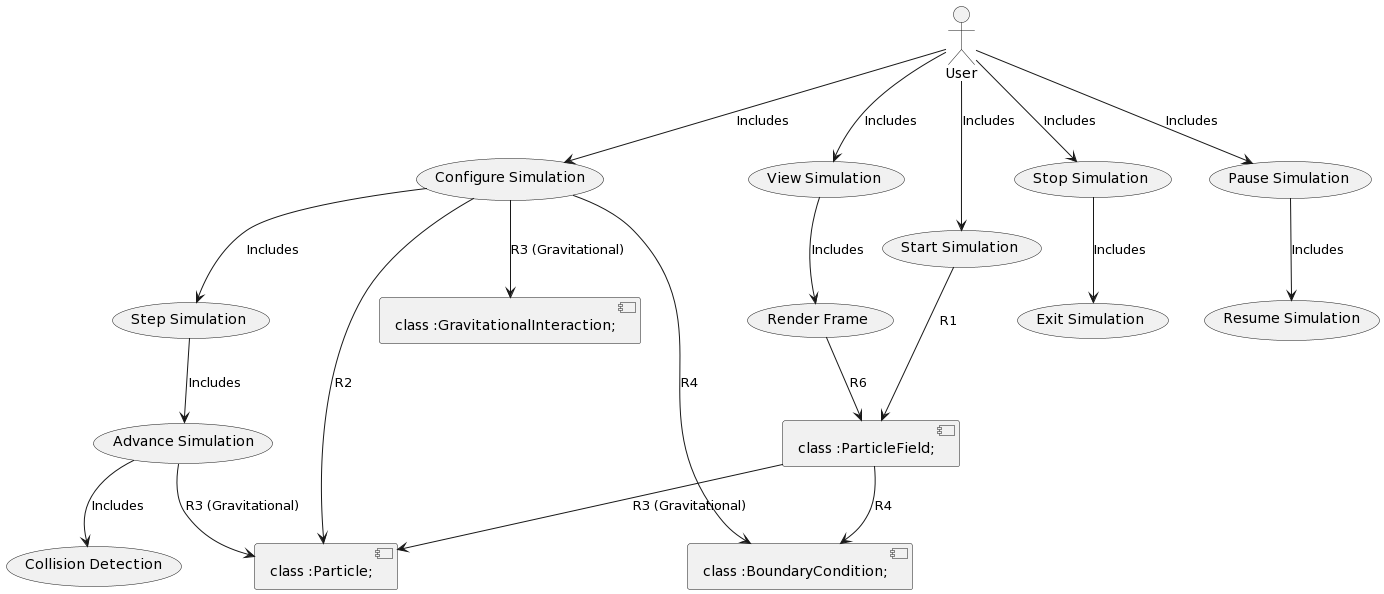 User
Includes
Includes
Includes
Includes
Includes
Configure Simulation
View Simulation
Stop Simulation
Pause Simulation
Includes
R3 (Gravitational)
Includes
Start Simulation
Includes
Includes
Step Simulation
class :GravitationalInteraction;
Render Frame
R1
Exit Simulation
Resume Simulation
Includes
R2
R4
R6
Advance Simulation
class :ParticleField;
Includes
R3 (Gravitational)
R3 (Gravitational)
R4
Collision Detection
class :Particle;
class :BoundaryCondition;